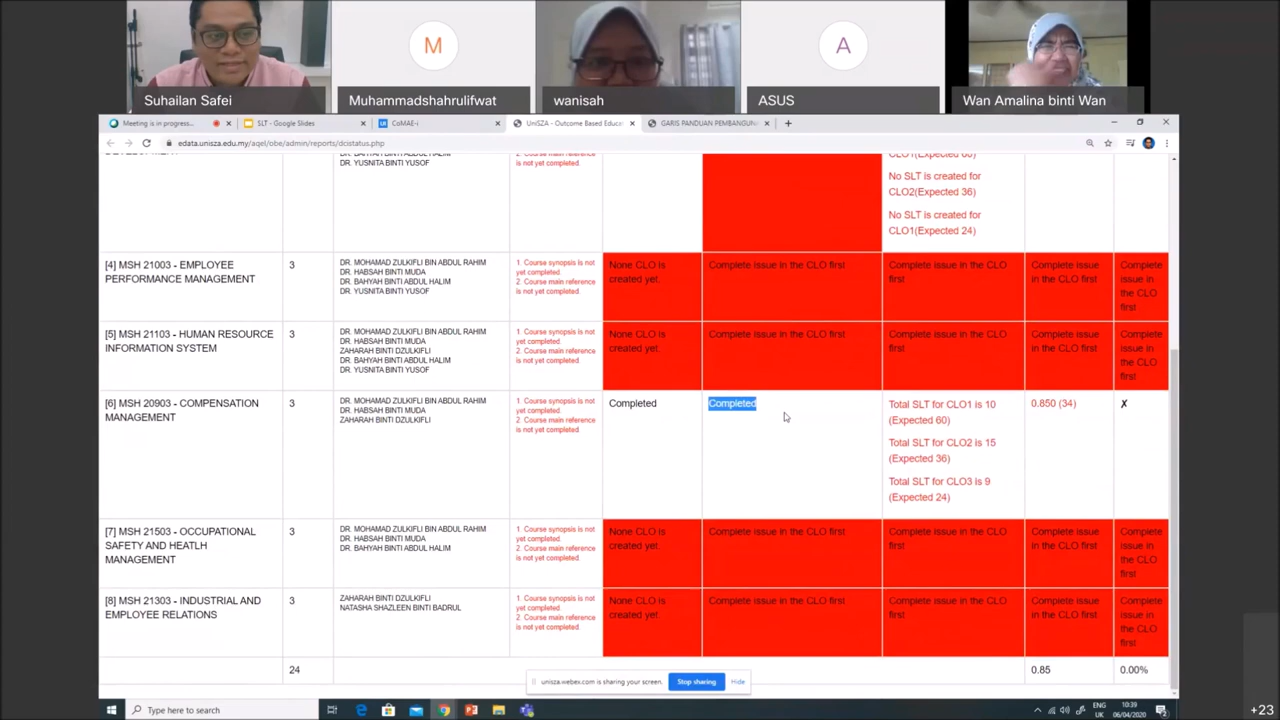 M
A
Suhailan Safei
Muhammadshahrulifwat
wanisah
ASUS
Wan Amalina binti Wan
Meeting is in progress...
SLT - Google Slides
CoMAE-i
UniSZA - Outcome Based Educa
GARIS PANDUAN PEMBANGUN
edata.unisza.edu.my/aqel/obe/admin/reports/dcistatus.php
DR. YUSNITA BINTI YUSOF
is not yet completed.
CLO1(Expected 60)
No SLT is created for
CLO2(Expected 36)
No SLT is created for
CLO1(Expected 24)
[4] MSH 21003 - EMPLOYEE
PERFORMANCE MANAGEMENT
3
DR. MOHAMAD ZULKIFLI BIN ABDUL RAHIM
DR. HABSAH BINTI MUDA
DR. BAHYAH BINTI ABDUL HALIM
DR. YUSNITA BINTI YUSOF
1. Course synopsis is not
yet completed.
2. Course main reference
is not yet completed.
None CLO is
created yet.
Complete issue in the CLO first
Complete issue in the CLO
first
Complete issue
in the CLO first
Complete
issue in
the CLO
first
[5] MSH 21103 - HUMAN RESOURCE
INFORMATION SYSTEM
3
DR. MOHAMAD ZULKIFLI BIN ABDUL RAHIM
DR. HABSAH BINTI MUDA
ZAHARAH BINTI DZULKIFLI
DR. BAHYAH BINTI ABDUL HALIM
DR. YUSNITA BINTI YUSOF
1. Course synopsis is not
yet completed.
2. Course main reference
is not yet completed.
None CLO is
created yet.
Complete issue in the CLO first
Complete issue in the CLO
first
Complete issue
in the CLO first
Complete
issue in
the CLO
first
[6] MSH 20903 - COMPENSATION
MANAGEMENT
3
DR. MOHAMAD ZULKIFLI BIN ABDUL RAHIM
DR. HABSAH BINTI MUDA
ZAHARAH BINTI DZULKIFLI
1. Course synopsis is not
yet completed.
2. Course main reference
is not yet completed.
Completed
Completed
Total SLT for CLO1 is 10
(Expected 60)
Total SLT for CLO2 is 15
(Expected 36)
Total SLT for CLO3 is 9
(Expected 24)
0.850 (34)
✗
[7] MSH 21503 - OCCUPATIONAL
SAFETY AND HEATLH
MANAGEMENT
3
DR. MOHAMAD ZULKIFLI BIN ABDUL RAHIM
DR. HABSAH BINTI MUDA
DR. BAHYAH BINTI ABDUL HALIM
1. Course synopsis is not
yet completed.
2. Course main reference
is not yet completed.
None CLO is
created yet.
Complete issue in the CLO first
Complete issue in the CLO
first
Complete issue
in the CLO first
Complete
issue in
the CLO
first
[8] MSH 21303 - INDUSTRIAL AND
EMPLOYEE RELATIONS
3
ZAHARAH BINTI DZULKIFLI
NATASHA SHAZLEEN BINTI BADRUL
1. Course synopsis is not
yet completed.
2. Course main reference
is not yet completed.
None CLO is
created yet.
Complete issue in the CLO first
Complete issue in the CLO
first
Complete issue
in the CLO first
Complete
issue in
the CLO
first
24
0.85
0.00%
unisza.webex.com is sharing your screen.
Stop sharing
Hide
Type here to search
ENG
UK
10:39
06/04/2020
2
+23